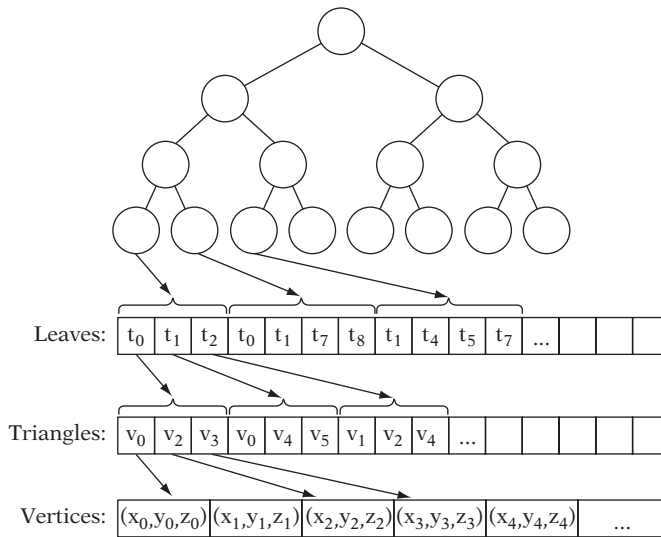 Leaves: t₀ t₁ t₂ t₀ t₁ t₇ t₈ t₁ t₄ t₅ t₇ ...
Triangles: v₀ v₂ v₃ v₀ v₄ v₅ v₁ v₂ v₄ ...
Vertices: (x₀,y₀,z₀) (x₁,y₁,z₁) (x₂,y₂,z₂) (x₃,y₃,z₃) (x₄,y₄,z₄) ...